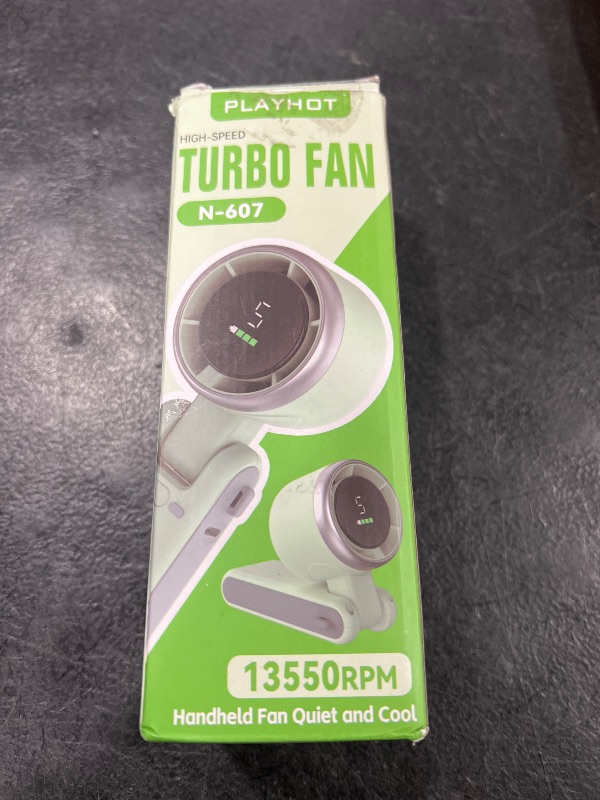 PLAYHOT
HIGH-SPEED
TURBO FAN
N-607
5
5
13550RPM
Handheld Fan Quiet and Cool